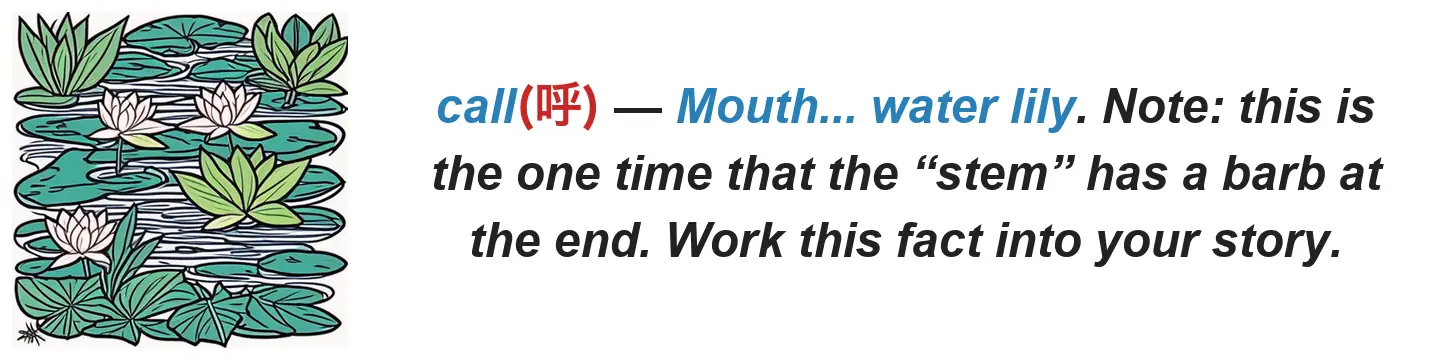 call(呼) — Mouth... water lily. Note: this is
the one time that the “stem” has a barb at
the end. Work this fact into your story.